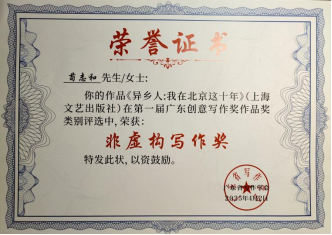 荣誉证书
荀志和 先生/女士:
你的作品《异乡人:我在北京这十年》(上海
文艺出版社)在第一届广东创意写作奖作品奖
类别评选中,荣获:
非虚构写作奖
特发此状,以资鼓励。